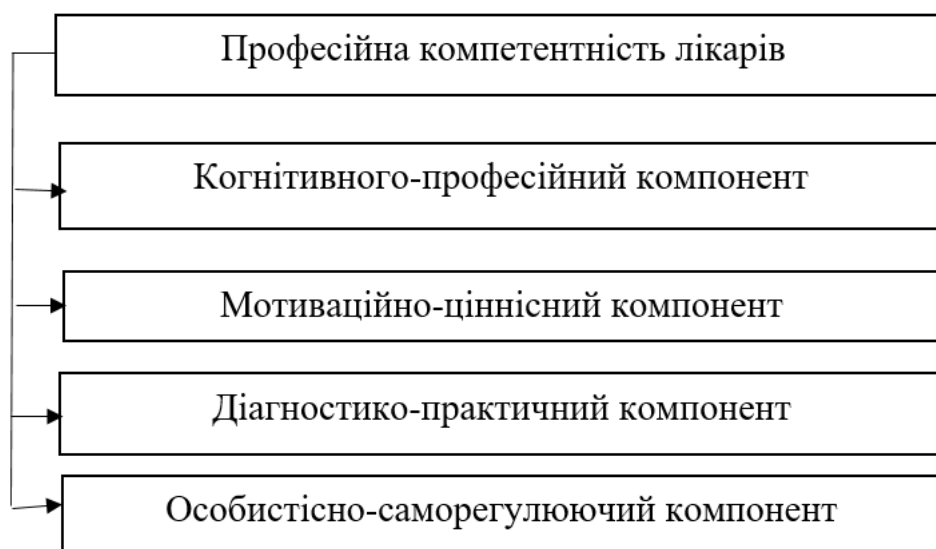 Професійна компетентність лікарів
Когнітивного-професійний компонент
Мотиваційно-ціннісний компонент
Діагностико-практичний компонент
Особистісно-саморегулюючий компонент